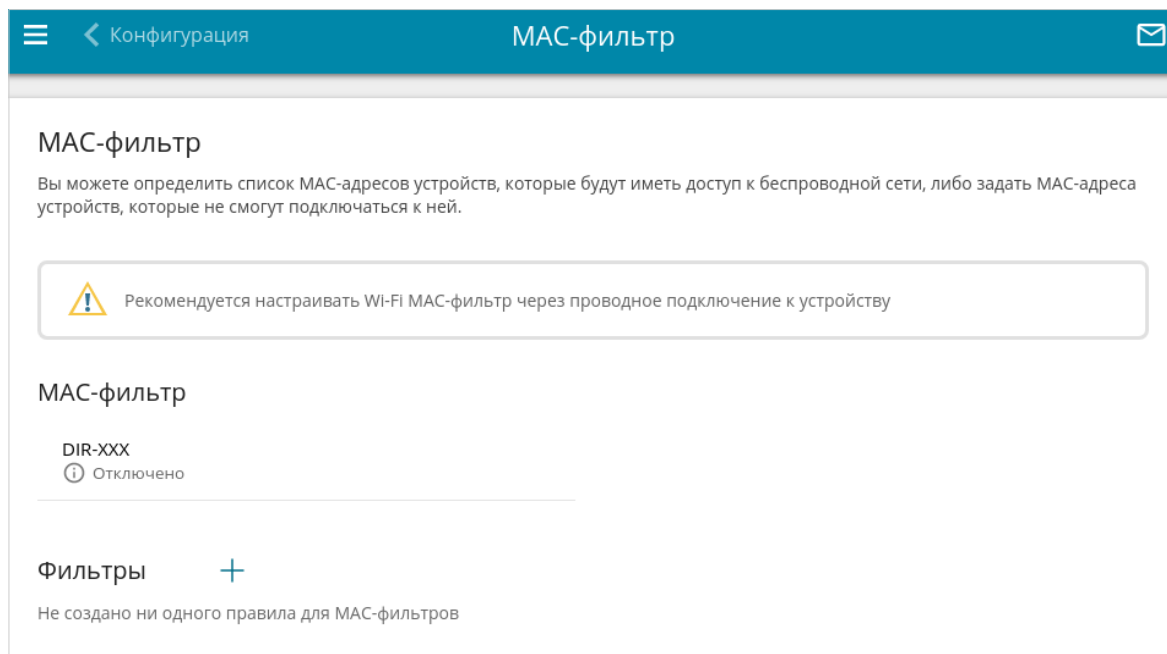 Конфигурация
MAC-фильтр
MAC-фильтр
Вы можете определить список MAC-адресов устройств, которые будут иметь доступ к беспроводной сети, либо задать MAC-адреса
устройств, которые не смогут подключаться к ней.
Рекомендуется настраивать Wi-Fi MAC-фильтр через проводное подключение к устройству
MAC-фильтр
DIR-XXX
Отключено
Фильтры
Не создано ни одного правила для MAC-фильтров